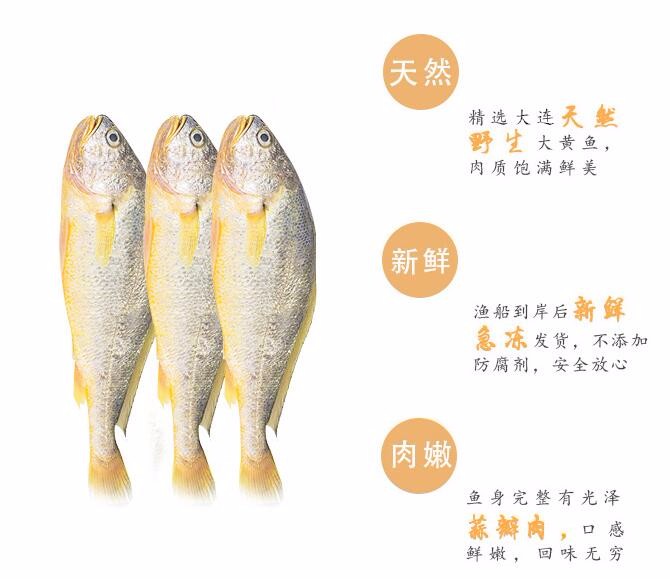 天然
精选大连天然
野生大黄鱼，
肉质饱满鲜美
新鲜
渔船到岸后新鲜
急冻发货，不添加
防腐剂，安全放心
肉嫩
鱼身完整有光泽
蒜瓣肉，口感
鲜嫩，回味无穷